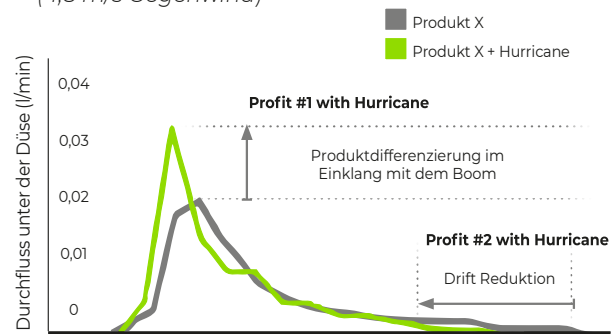 Produkt X
Produkt X + Hurricane
Durchfluss unter der Düse (l/min)
0,04
0,03
0,02
0,01
0
Profit #1 with Hurricane
Produktdifferenzierung im
Einklang mit dem Boom
Profit #2 with Hurricane
Drift Reduktion